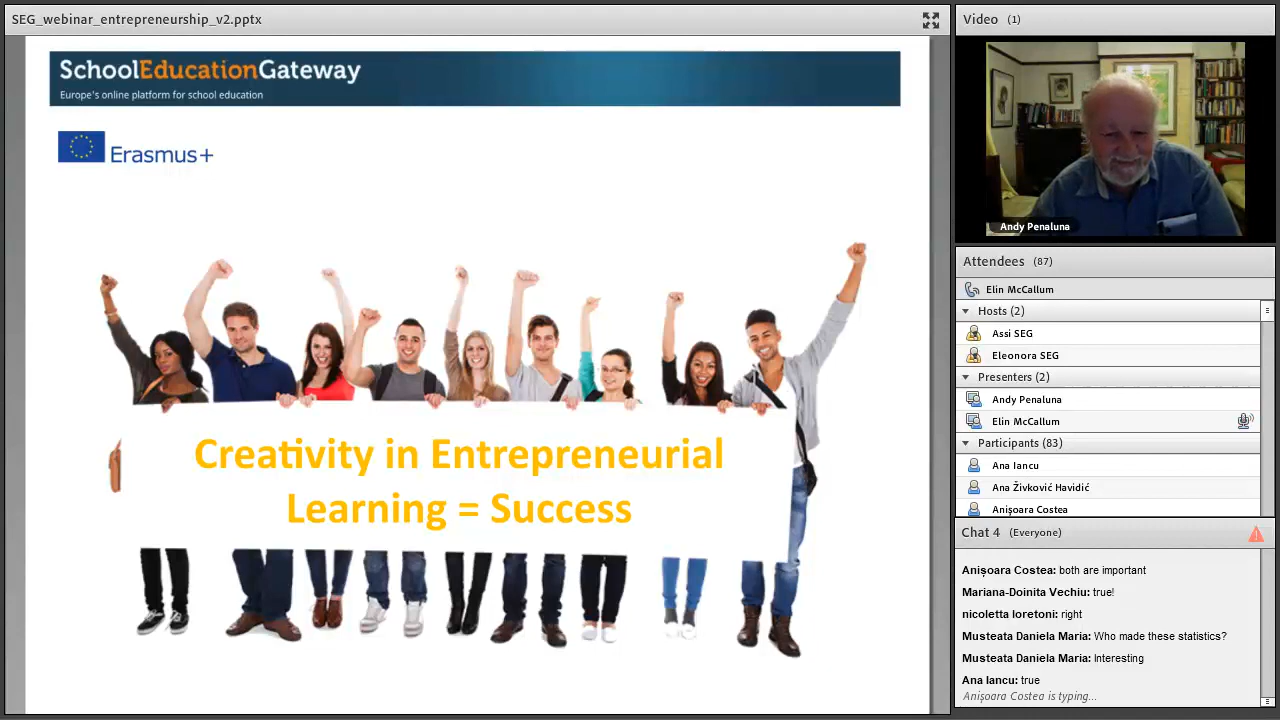 SEG_webinar_entrepreneurship_v2.pptx
SchoolEducationGateway
Europe's online platform for school education
Erasmus+
Creativity in Entrepreneurial
Learning = Success
Video (1)
Andy Penaluna
Attendees (87)
Elin McCallum
Hosts (2)
Assi SEG
Eleonora SEG
Presenters (2)
Andy Penaluna
Elin McCallum
Participants (83)
Ana Iancu
Ana Živković Havidić
Anișoara Costea
Chat 4 (Everyone)
Anișoara Costea: both are important
Mariana-Doinita Vechiu: true!
nicoletta loretoni: right
Musteata Daniela Maria: Who made these statistics?
Musteata Daniela Maria: Interesting
Ana Iancu: true
Anișoara Costea is typing...